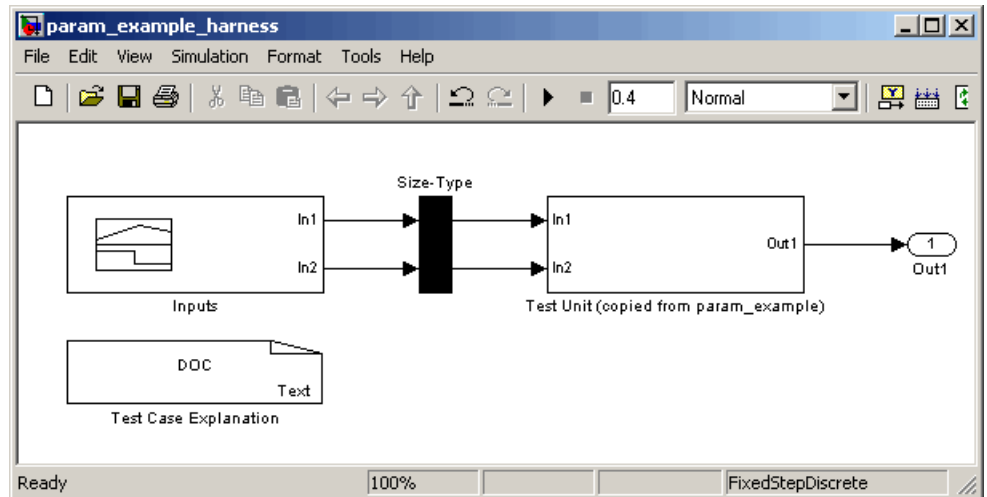 param_example_harness
File Edit View Simulation Format Tools Help
0.4 Normal
Size-Type
In1 In1
Out1 1
In2 In2
Out1
Inputs Test Unit (copied from param_example)
DOC
Text
Test Case Explanation
Ready 100% FixedStepDiscrete